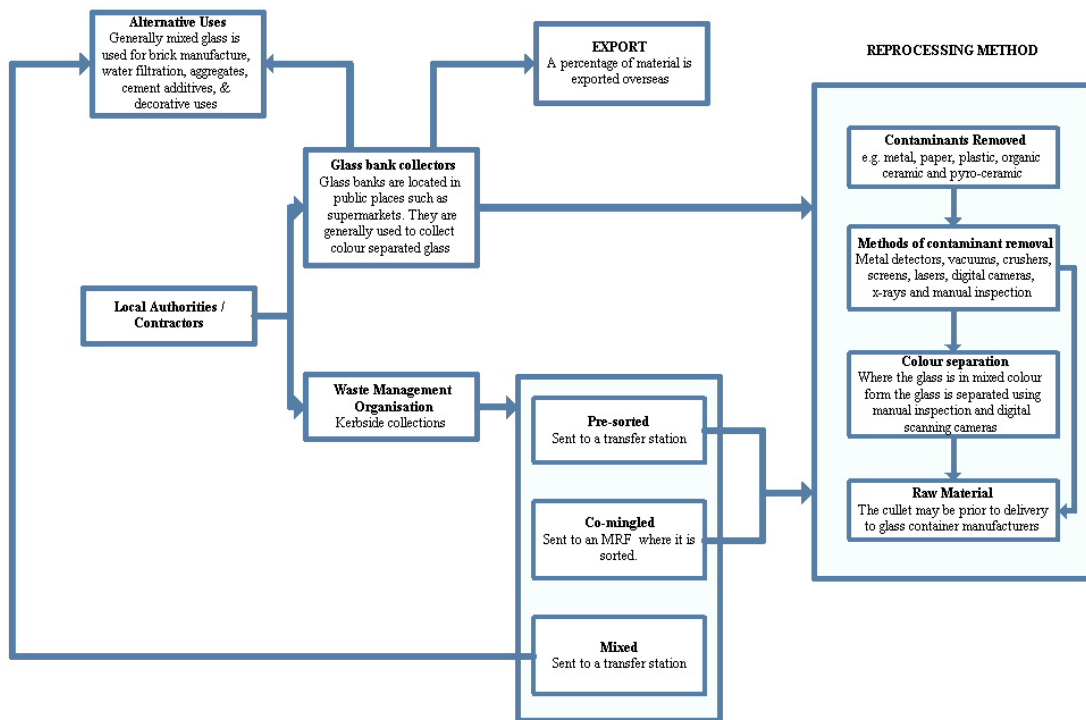 Alternative Uses
Generally mixed glass is
used for brick manufacture,
water filtration, aggregates,
cement additives, &
decorative uses
EXPORT
A percentage of material is
exported overseas
REPROCESSING METHOD
Glass bank collectors
Glass banks are located in
public places such as
supermarkets. They are
generally used to collect
colour separated glass
Contaminants Removed
e.g. metal, paper, plastic, organic
ceramic and pyro-ceramic
Methods of contaminant removal
Metal detectors, vacuums, crushers,
screens, lasers, digital cameras,
x-rays and manual inspection
Local Authorities /
Contractors
Waste Management
Organisation
Kerbside collections
Pre-sorted
Sent to a transfer station
Co-mingled
Sent to an MRF where it is
sorted.
Mixed
Sent to a transfer station
Colour separation
Where the glass is in mixed colour
form the glass is separated using
manual inspection and digital
scanning cameras
Raw Material
The cullet may be prior to delivery
to glass container manufacturers